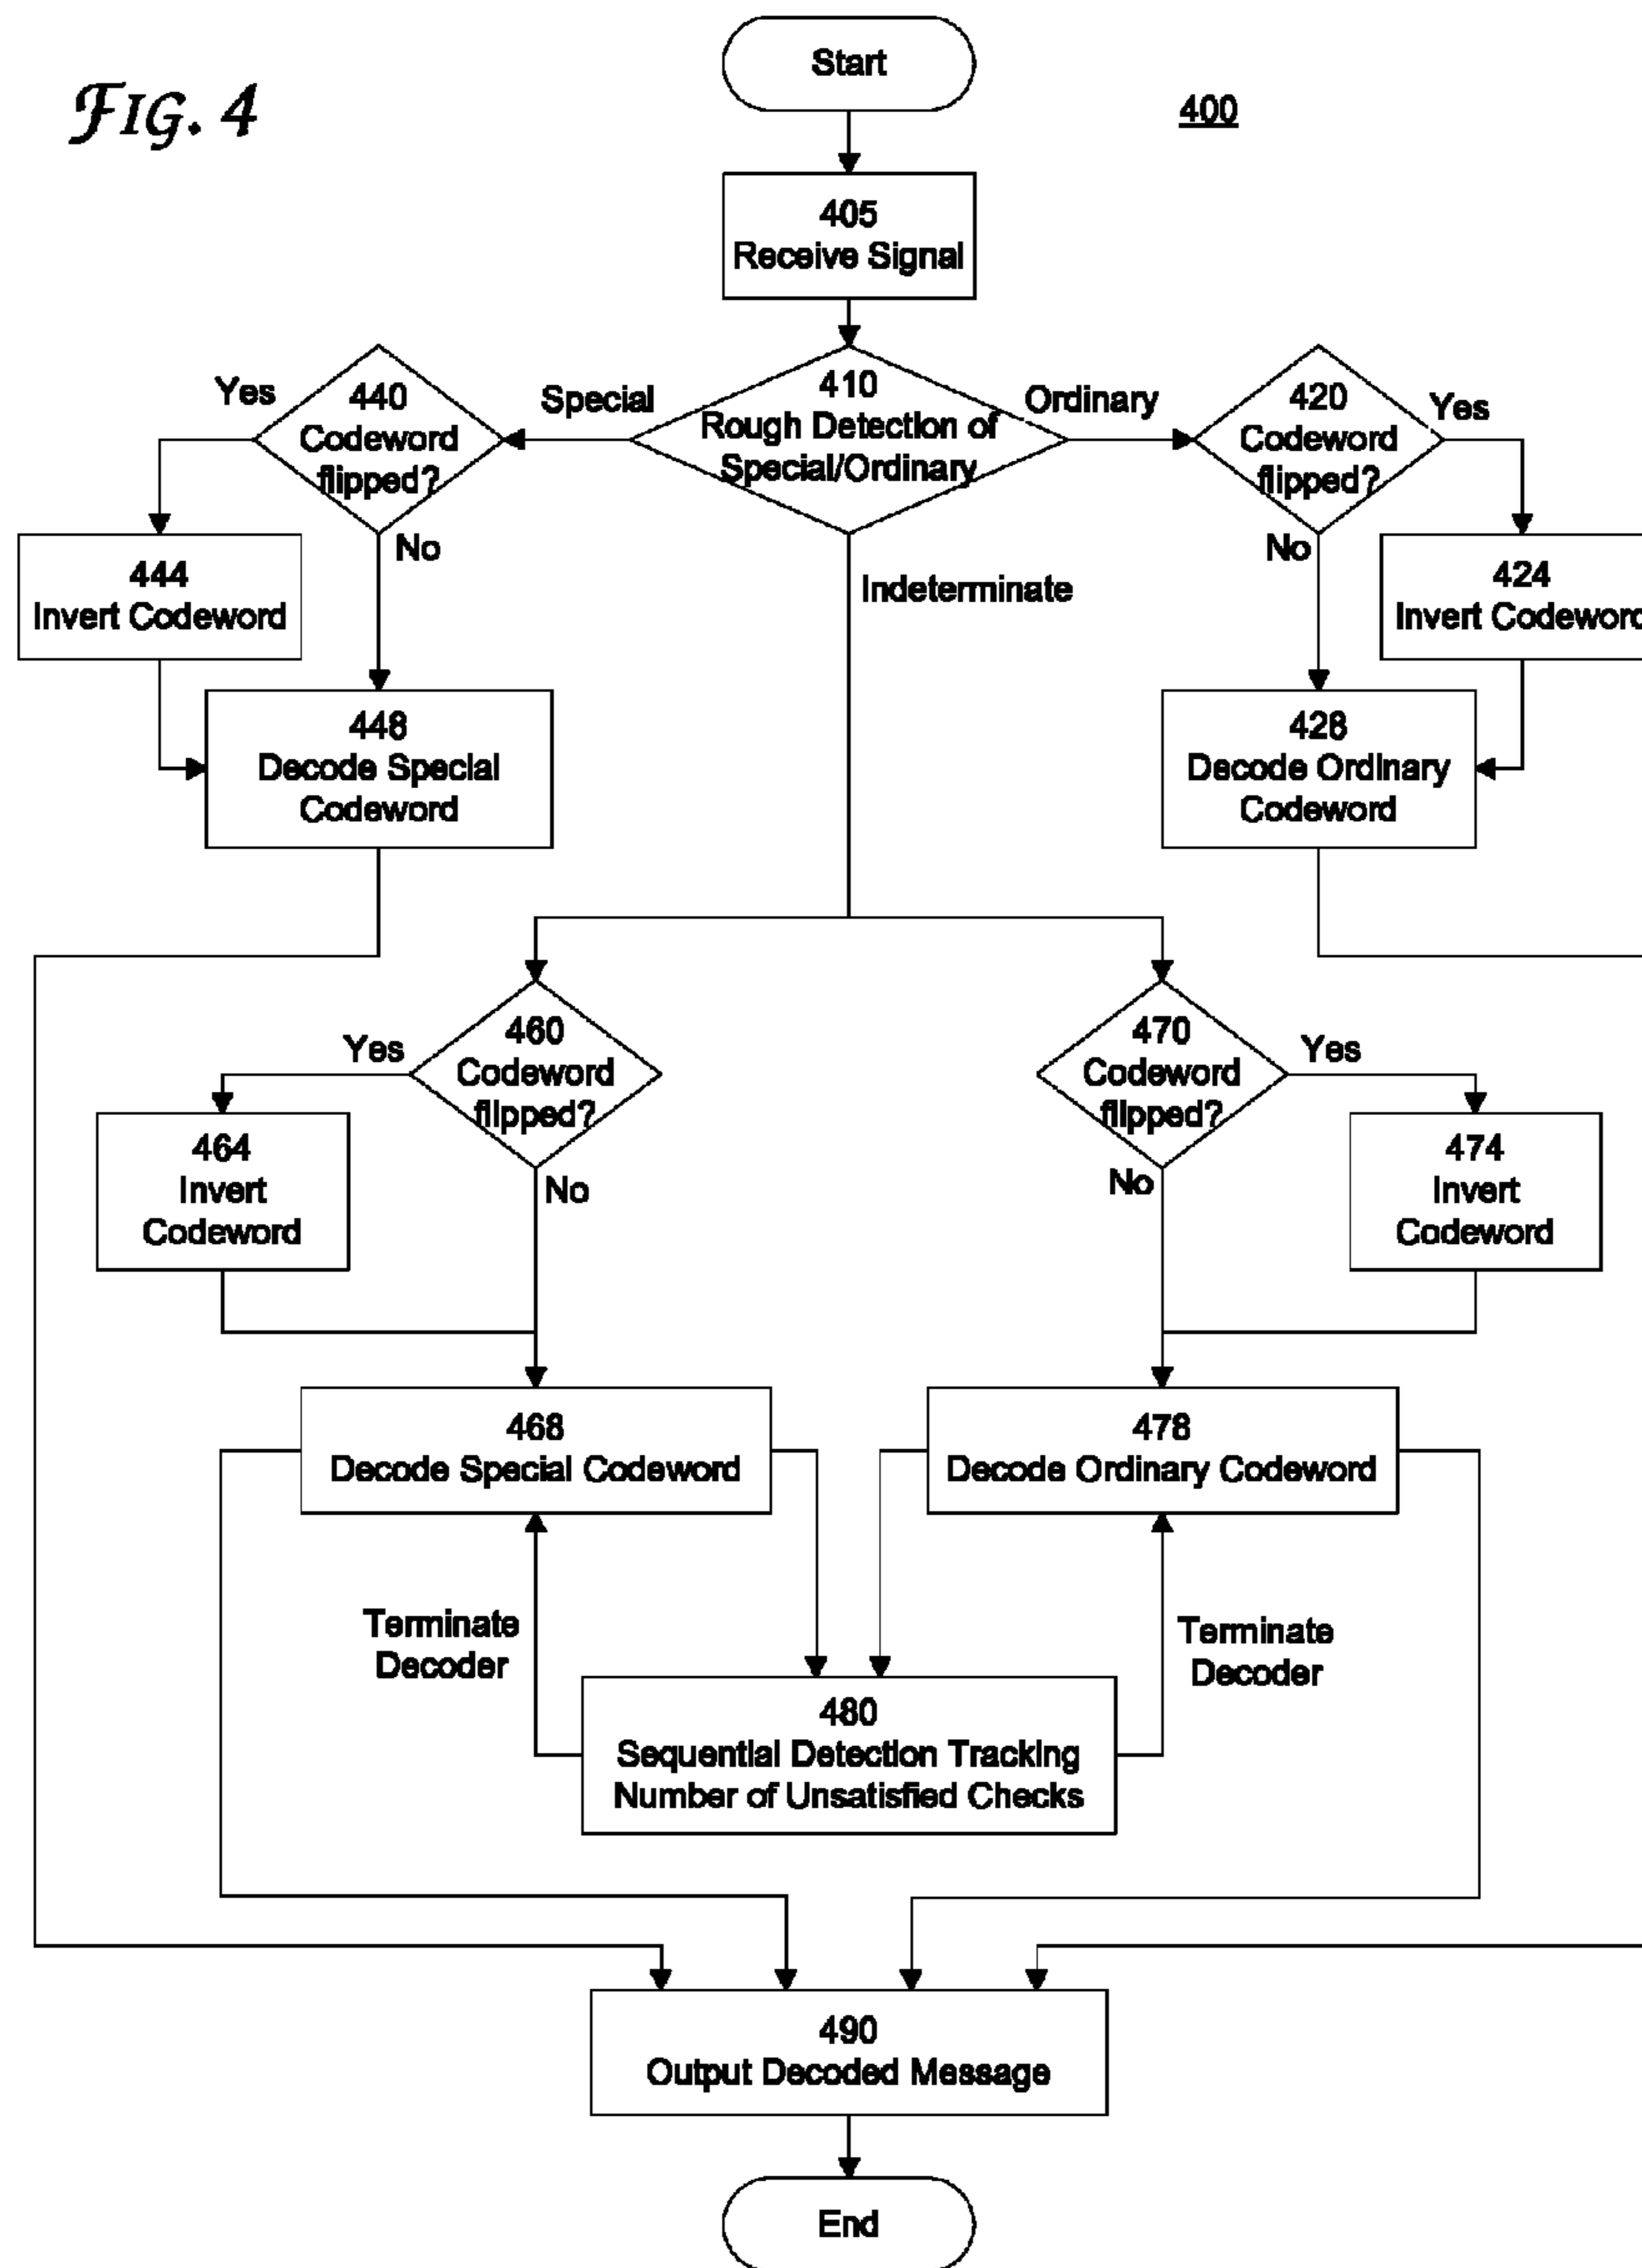 Start
FIG. 4
400
405
Receive Signal
Yes
440
Codeword
flipped?
No
Special
410
Rough Detection of
Special/Ordinary
Ordinary
420
Codeword
flipped?
Yes
No
444
Invert Codeword
Indeterminate
424
Invert Codeword
448
Decode Special
Codeword
428
Decode Ordinary
Codeword
Yes
460
Codeword
flipped?
No
470
Codeword
flipped?
Yes
No
464
Invert
Codeword
474
Invert
Codeword
468
Decode Special Codeword
478
Decode Ordinary Codeword
Terminate
Decoder
Terminate
Decoder
480
Sequential Detection Tracking
Number of Unsatisfied Checks
490
Output Decoded Message
End